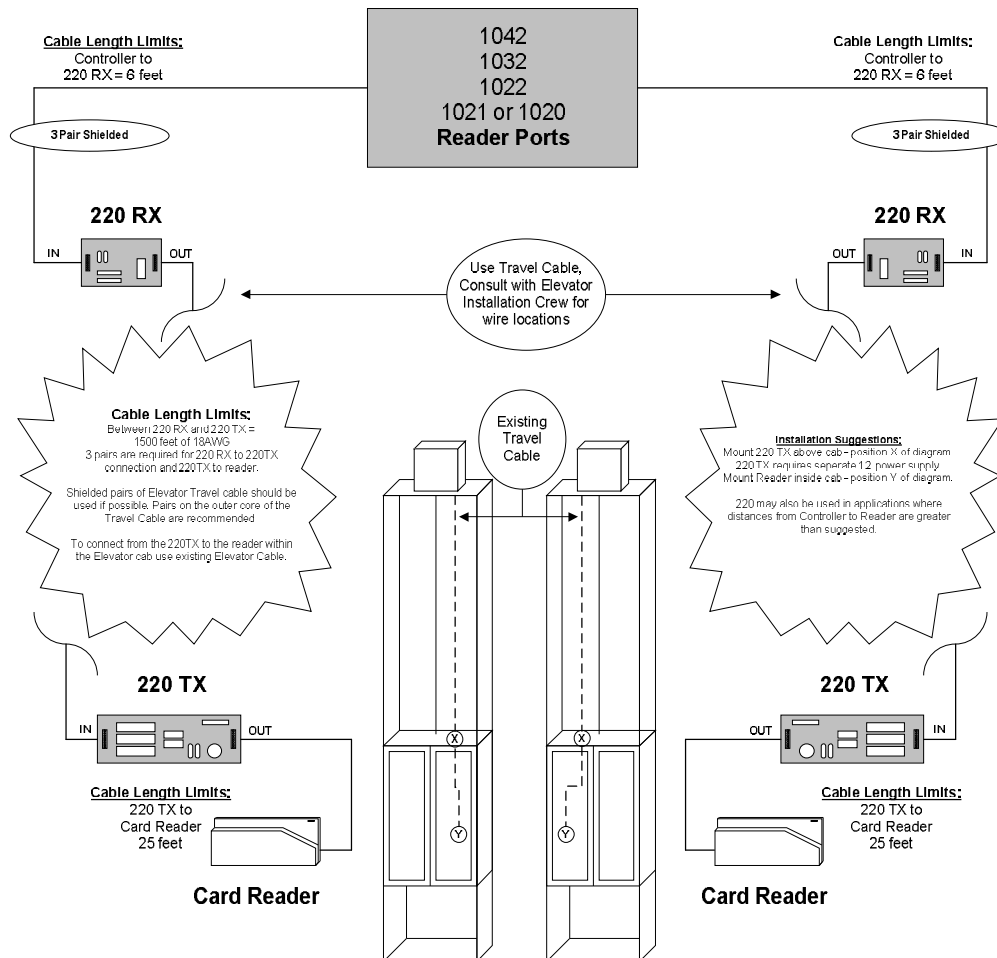 Cable Length Limits:
Controller to
220 RX = 6 feet
1042
1032
1022
1021 or 1020
Reader Ports
Cable Length Limits:
Controller to
220 RX = 6 feet
3 Pair Shielded
3 Pair Shielded
220 RX
220 RX
IN
OUT
OUT
IN
Use Travel Cable,
Consult with Elevator
Installation Crew for
wire locations
Cable Length Limits:
Between 220 RX and 220 TX =
1500 feet of 18AWG
3 pairs are required for 220 RX to 220TX
connection and 220TX to reader.
Shielded pairs of Elevator Travel cable should be
used if possible. Pairs on the outer core of the
Travel Cable are recommended
To connect from the 220TX to the reader within
the Elevator cab use existing Elevator Cable.
Existing
Travel
Cable
Installation Suggestions:
Mount 220 TX above cab - position X of diagram
220 TX requires seperate 12 power supply.
Mount Reader inside cab - position Y of diagram.
220 may also be used in applications where
distances from Controller to Reader are greater
than suggested.
220 TX
220 TX
IN
OUT
X
X
OUT
IN
Cable Length Limits:
220 TX to
Card Reader
25 feet
Y
Y
Cable Length Limits:
220 TX to
Card Reader
25 feet
Card Reader
Card Reader